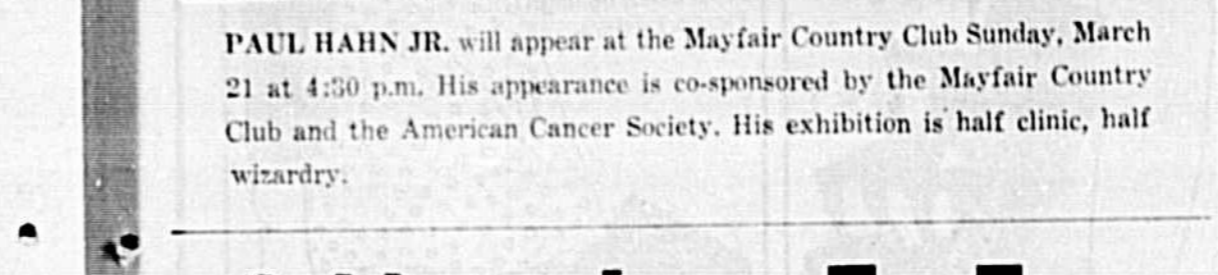 PAUL HAHN JR. will appear at the Mayfair Country Club Sunday, March
21 at 4:30 p.m. His appearance is co-sponsored by the Mayfair Country
Club and the American Cancer Society. His exhibition is half clinic, half
wizardry.